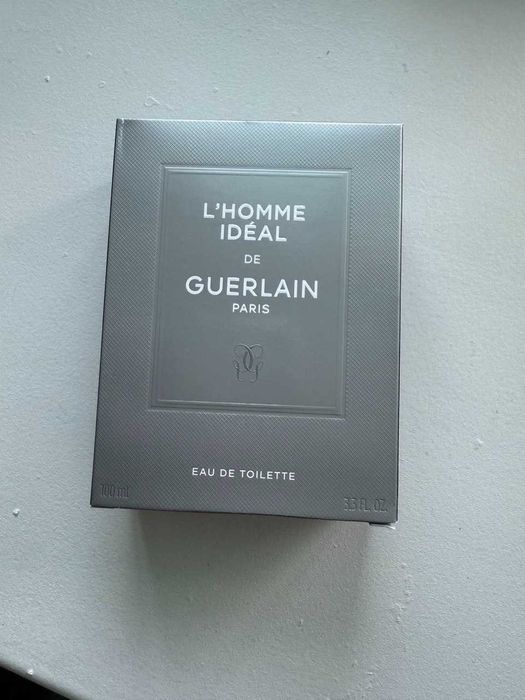 L'HOMME
IDÉAL
DE
GUERLAIN
PARIS
EAU DE TOILETTE
100 ml
3.3 FL. OZ.